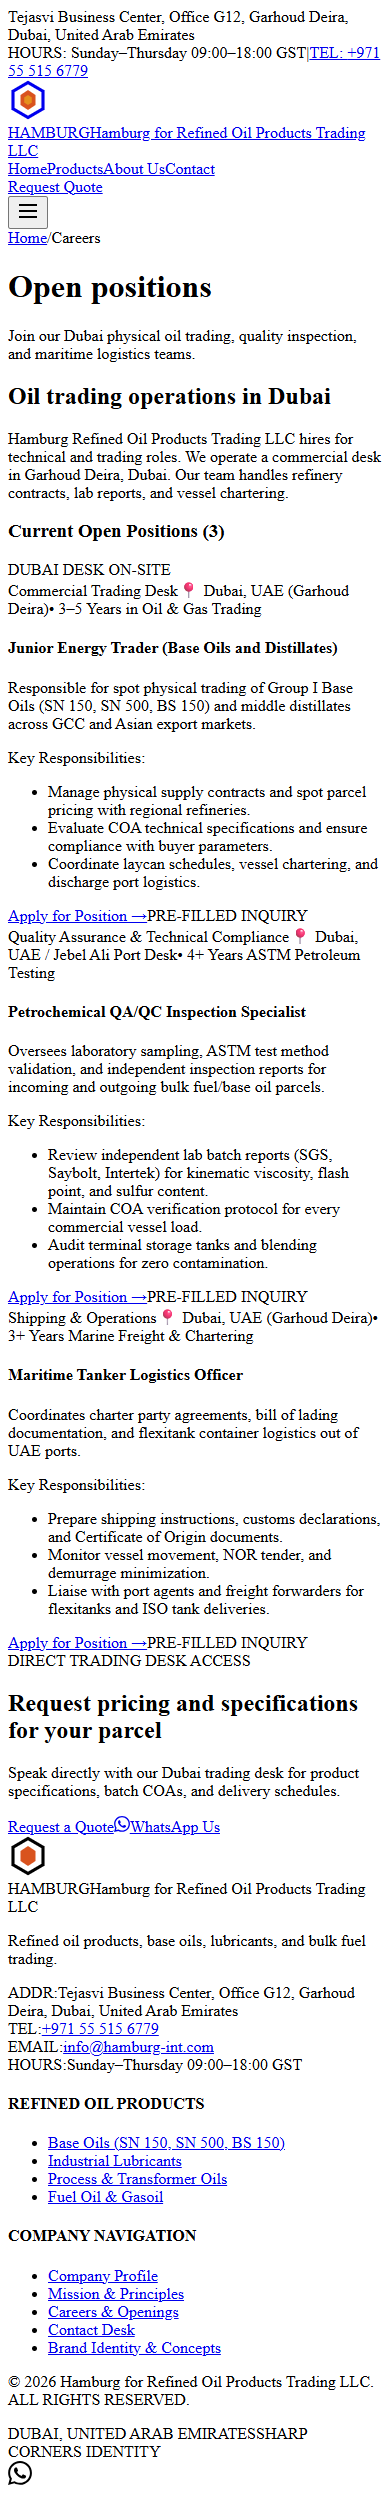 Tejasvi Business Center, Office G12, Garhoud Deira,
Dubai, United Arab Emirates
HOURS: Sunday–Thursday 09:00–18:00 GST|TEL: +971
55 515 6779
HAMBURGHamburg for Refined Oil Products Trading
LLC
HomeProductsAbout UsContact
Request Quote
Home/Careers
Open positions
Join our Dubai physical oil trading, quality inspection,
and maritime logistics teams.
Oil trading operations in Dubai
Hamburg Refined Oil Products Trading LLC hires for
technical and trading roles. We operate a commercial desk
in Garhoud Deira, Dubai. Our team handles refinery
contracts, lab reports, and vessel chartering.
Current Open Positions (3)
DUBAI DESK ON-SITE
Commercial Trading Desk📍 Dubai, UAE (Garhoud
Deira)• 3–5 Years in Oil & Gas Trading
Junior Energy Trader (Base Oils and Distillates)
Responsible for spot physical trading of Group I Base
Oils (SN 150, SN 500, BS 150) and middle distillates
across GCC and Asian export markets.
Key Responsibilities:
• Manage physical supply contracts and spot parcel
pricing with regional refineries.
• Evaluate COA technical specifications and ensure
compliance with buyer parameters.
• Coordinate laycan schedules, vessel chartering, and
discharge port logistics.
Apply for Position →PRE-FILLED INQUIRY
Quality Assurance & Technical Compliance📍 Dubai,
UAE / Jebel Ali Port Desk• 4+ Years ASTM Petroleum
Testing
Petrochemical QA/QC Inspection Specialist
Oversees laboratory sampling, ASTM test method
validation, and independent inspection reports for
incoming and outgoing bulk fuel/base oil parcels.
Key Responsibilities:
• Review independent lab batch reports (SGS,
Saybolt, Intertek) for kinematic viscosity, flash
point, and sulfur content.
• Maintain COA verification protocol for every
commercial vessel load.
• Audit terminal storage tanks and blending
operations for zero contamination.
Apply for Position →PRE-FILLED INQUIRY
Shipping & Operations📍 Dubai, UAE (Garhoud Deira)•
3+ Years Marine Freight & Chartering
Maritime Tanker Logistics Officer
Coordinates charter party agreements, bill of lading
documentation, and flexitank container logistics out of
UAE ports.
Key Responsibilities:
• Prepare shipping instructions, customs declarations,
and Certificate of Origin documents.
• Monitor vessel movement, NOR tender, and
demurrage minimization.
• Liaise with port agents and freight forwarders for
flexitanks and ISO tank deliveries.
Apply for Position →PRE-FILLED INQUIRY
DIRECT TRADING DESK ACCESS
Request pricing and specifications
for your parcel
Speak directly with our Dubai trading desk for product
specifications, batch COAs, and delivery schedules.
Request a QuoteWhatsApp Us
HAMBURGHamburg for Refined Oil Products Trading
LLC
Refined oil products, base oils, lubricants, and bulk fuel
trading.
ADDR:Tejasvi Business Center, Office G12, Garhoud
Deira, Dubai, United Arab Emirates
TEL:+971 55 515 6779
EMAIL:info@hamburg-int.com
HOURS:Sunday–Thursday 09:00–18:00 GST
REFINED OIL PRODUCTS
• Base Oils (SN 150, SN 500, BS 150)
• Industrial Lubricants
• Process & Transformer Oils
• Fuel Oil & Gasoil
COMPANY NAVIGATION
• Company Profile
• Mission & Principles
• Careers & Openings
• Contact Desk
• Brand Identity & Concepts
© 2026 Hamburg for Refined Oil Products Trading LLC.
ALL RIGHTS RESERVED.
DUBAI, UNITED ARAB EMIRATESSHARP
CORNERS IDENTITY